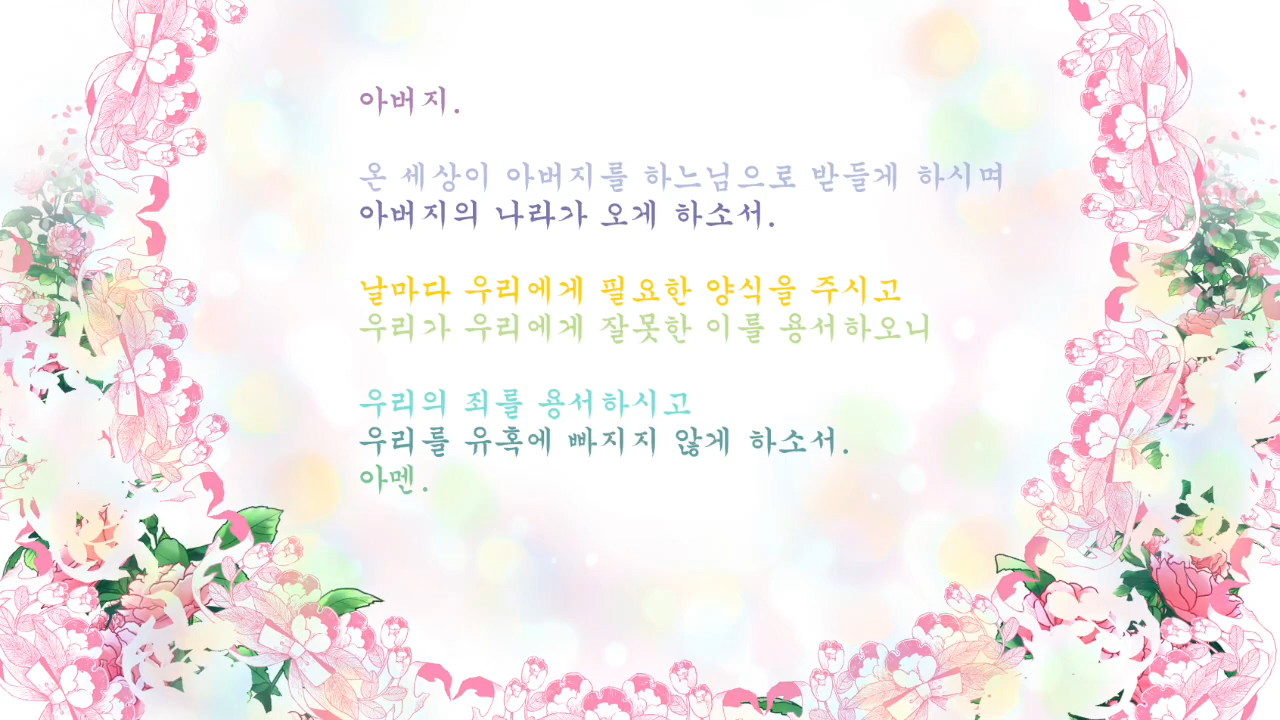 아버지.
온 세상이 아버지를 하느님으로 받들게 하시며
아버지의 나라가 오게 하소서.
날마다 우리에게 필요한 양식을 주시고
우리가 우리에게 잘못한 이를 용서하오니
우리의 죄를 용서하시고
우리를 유혹에 빠지지 않게 하소서.
아멘.